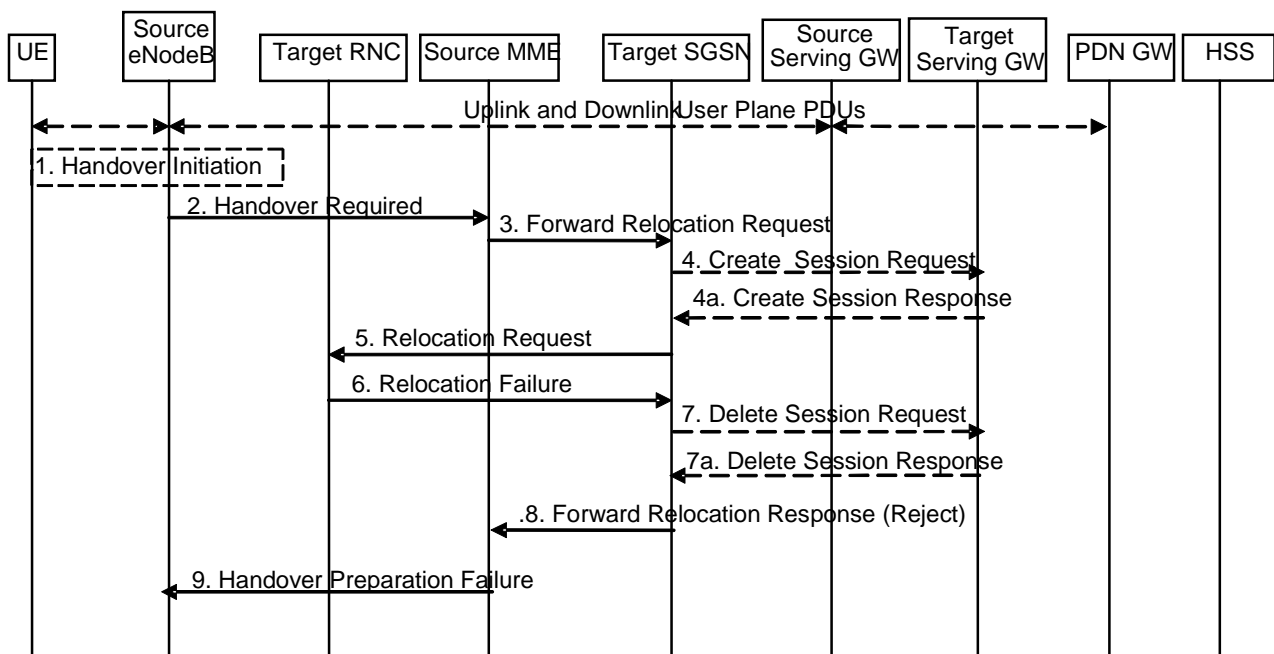 UE
Source
eNodeB
Target RNC
Source MME
Target SGSN
Source
Serving GW
Target
Serving GW
PDN GW
HSS
Uplink and Downlink User Plane PDUs
1. Handover Initiation
2. Handover Required
3. Forward Relocation Request
4. Create Session Request
4a. Create Session Response
5. Relocation Request
6. Relocation Failure
7. Delete Session Request
7a. Delete Session Response
.8. Forward Relocation Response (Reject)
9. Handover Preparation Failure